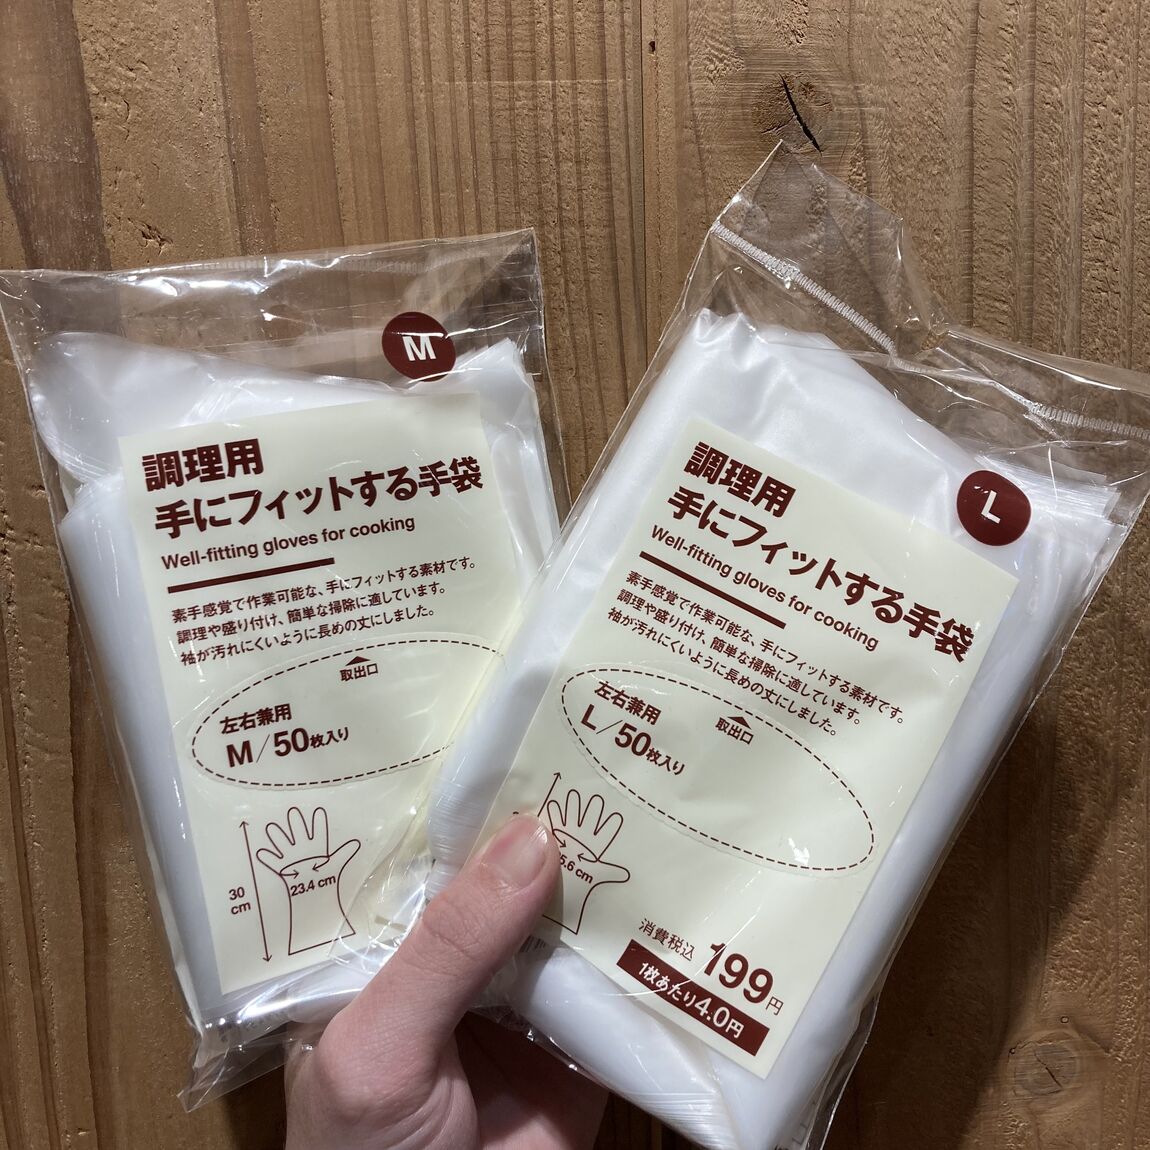 M
調理用
手にフィットする手袋
Well-fitting gloves for cooking
素手感覚で作業可能な、手にフィットする素材です。
調理や盛り付け、簡単な掃除に適しています。
袖が汚れにくいように長めの丈にしました。
取出口
左右兼用
M/50枚入り
30
cm
23.4 cm
L
調理用
手にフィットする手袋
Well-fitting gloves for cooking
素手感覚で作業可能な、手にフィットする素材です。
調理や盛り付け、簡単な掃除に適しています。
袖が汚れにくいように長めの丈にしました。
取出口
左右兼用
L/50枚入り
5.6 cm
消費税込 199円
1枚あたり4.0円